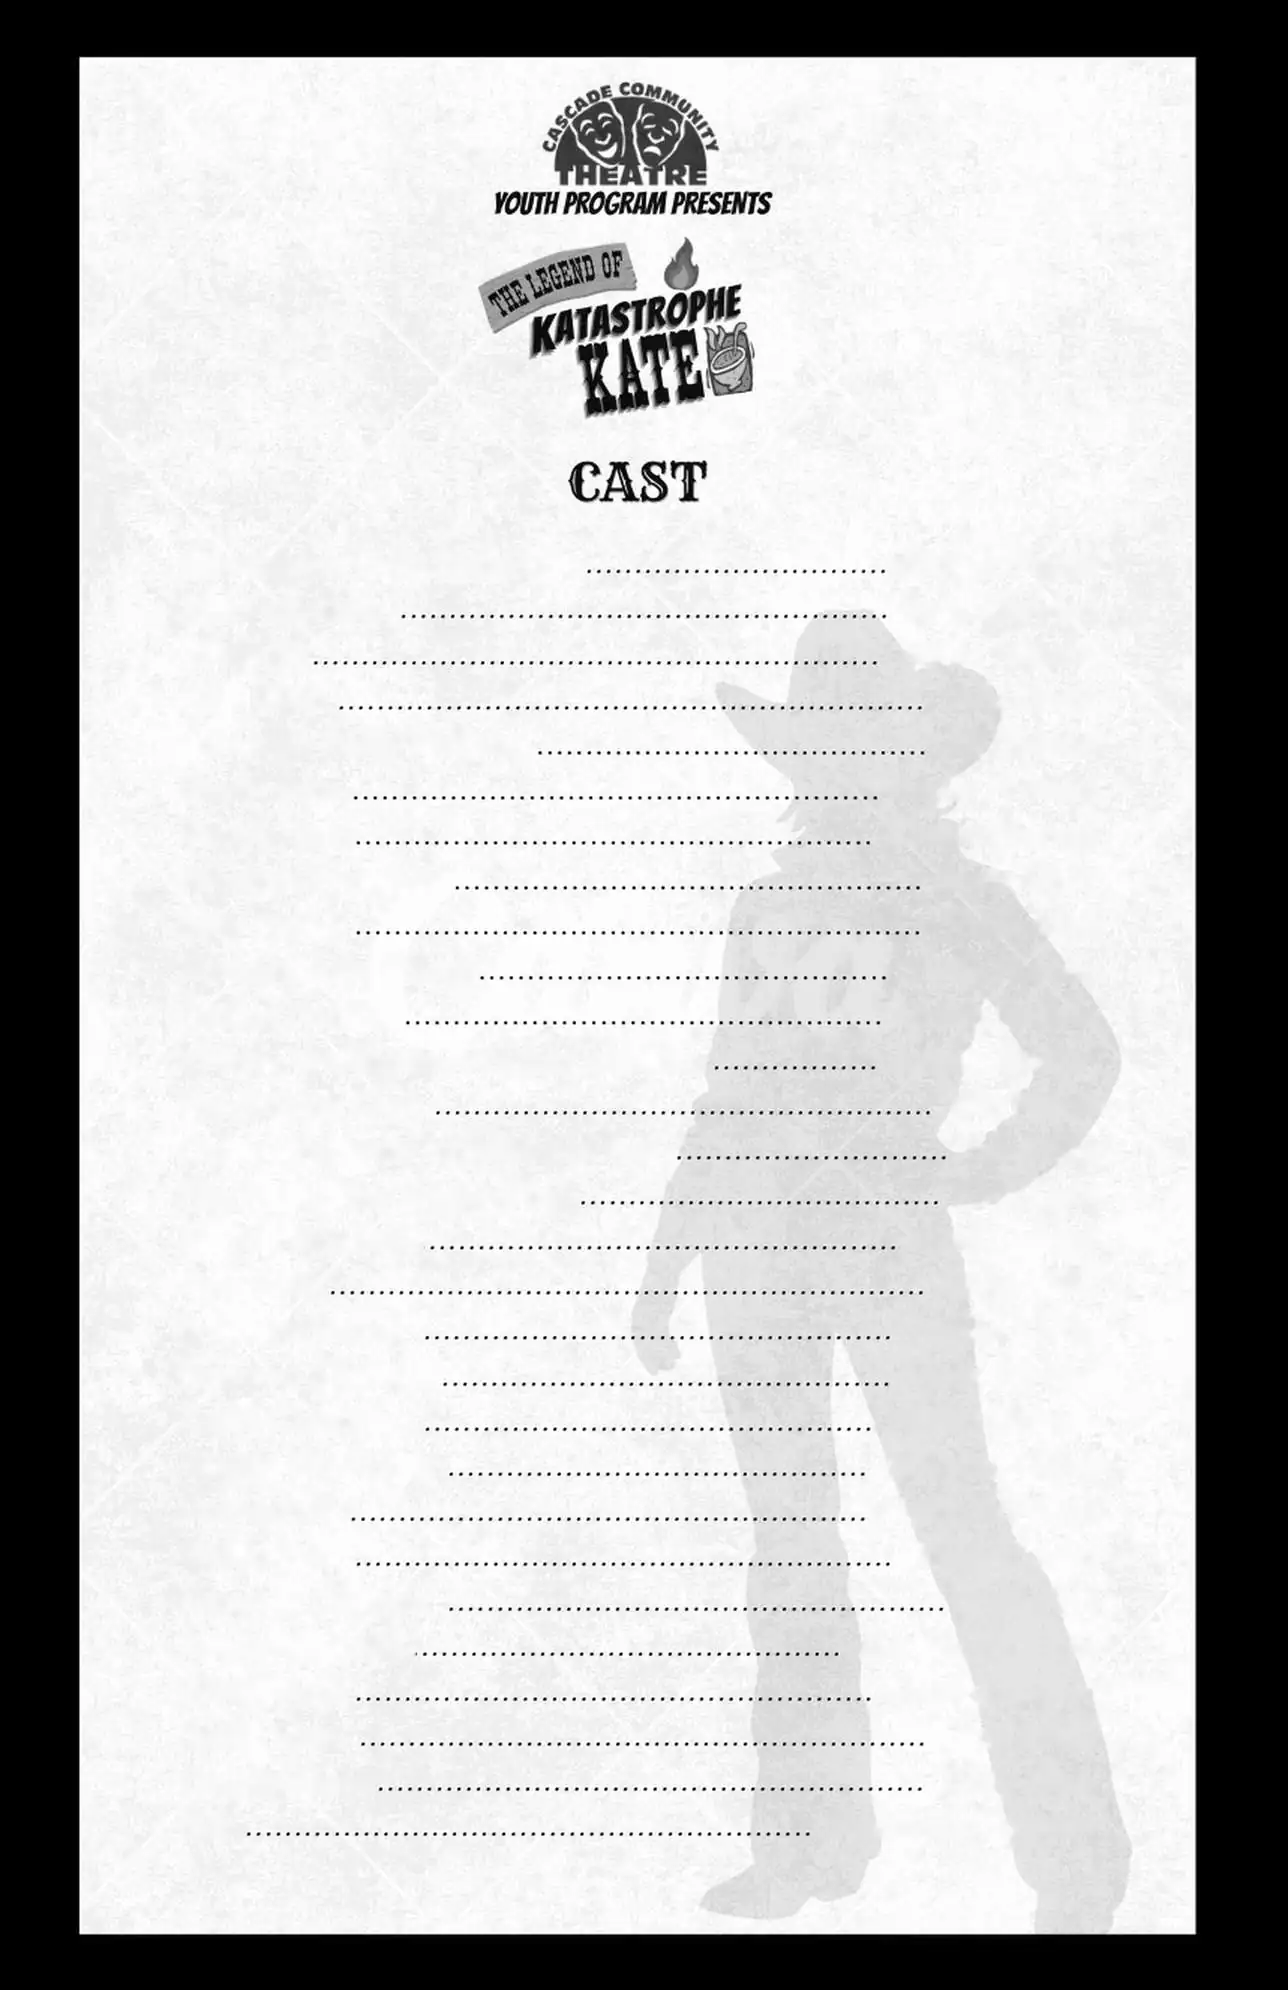 CASCADE COMMUNITY
THEATRE
YOUTH PROGRAM PRESENTS
THE LEGEND OF
KATASTROPHE
KATE
CAST